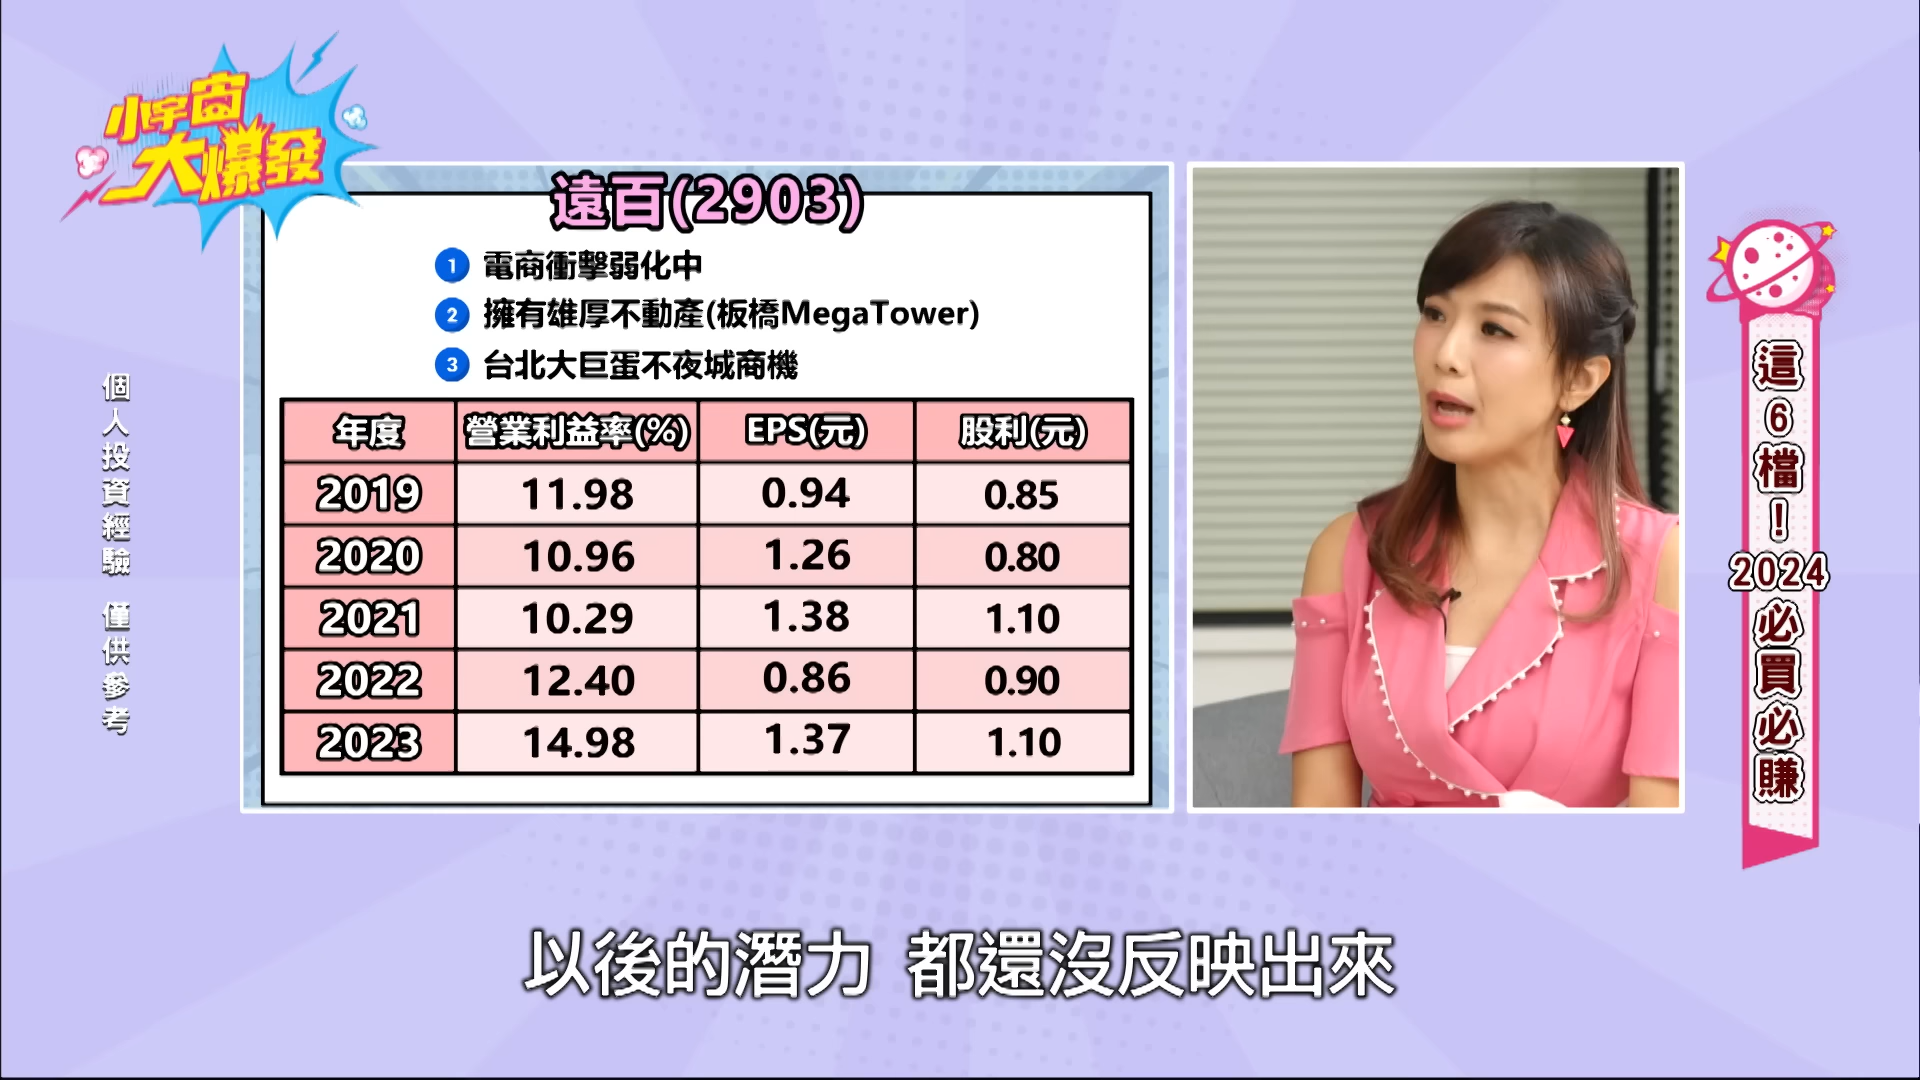 小宇宙
大爆發
遠百(2903)
1 電商衝擊弱化中
2 擁有雄厚不動產(板橋MegaTower)
3 台北大巨蛋不夜城商機
年度 營業利益率(%) EPS(元) 股利(元)
2019 11.98 0.94 0.85
2020 10.96 1.26 0.80
2021 10.29 1.38 1.10
2022 12.40 0.86 0.90
2023 14.98 1.37 1.10
個人投資經驗 僅供參考
這6檔！2024必買必賺
以後的潛力 都還沒反映出來